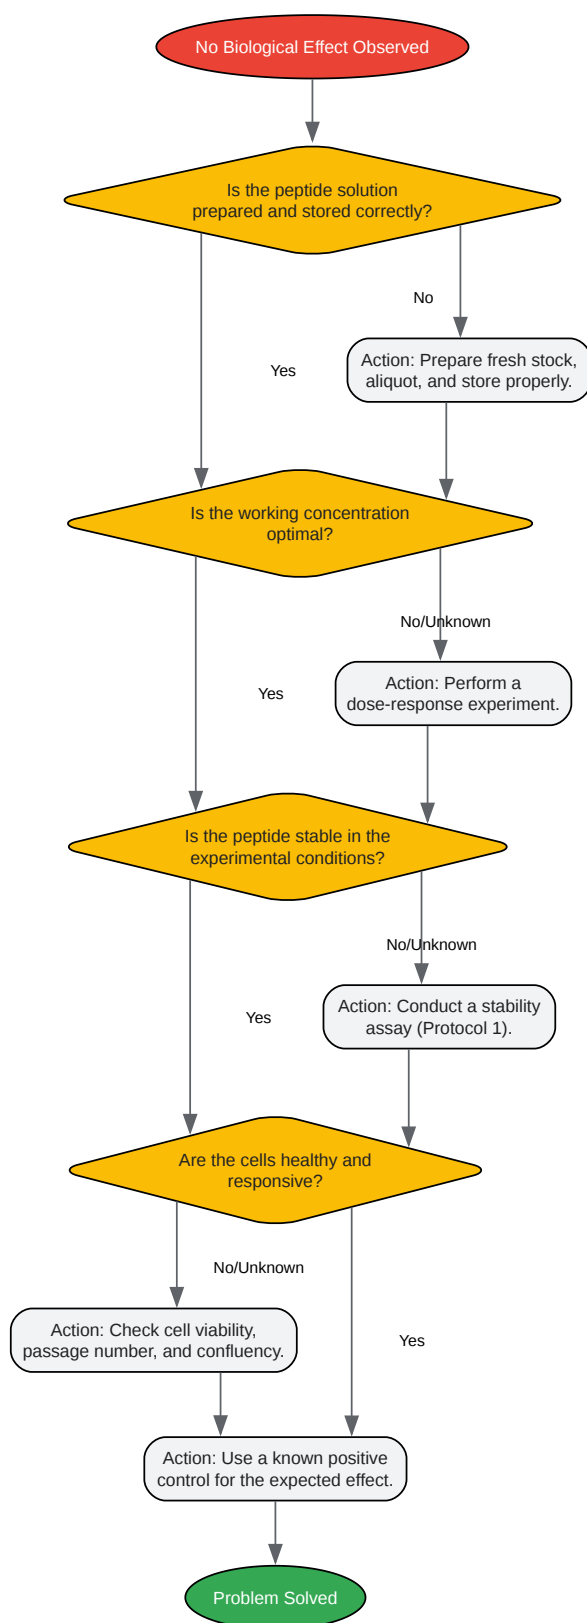 No Biological Effect Observed
Is the peptide solution
prepared and stored correctly?
No
Action: Prepare fresh stock,
aliquot, and store properly.
Yes
Is the working concentration
optimal?
No/Unknown
Action: Perform a
dose-response experiment.
Yes
Is the peptide stable in the
experimental conditions?
No/Unknown
Action: Conduct a stability
assay (Protocol 1).
Yes
Are the cells healthy and
responsive?
No/Unknown
Action: Check cell viability,
passage number, and confluency.
Yes
Action: Use a known positive
control for the expected effect.
Problem Solved